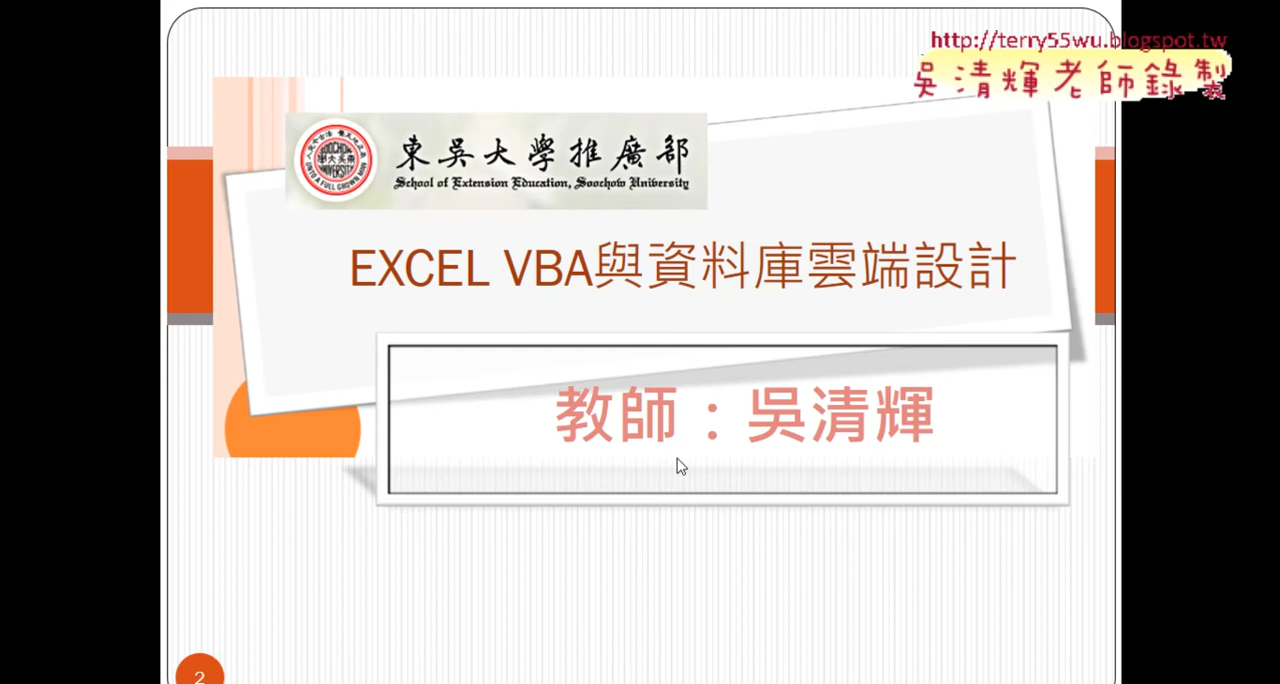 http://terry55wu.blogspot.tw
吳清輝老師錄製
東吳大學推廣部
School of Extension Education, Soochow University
EXCEL VBA與資料庫雲端設計
教師：吳清輝
2